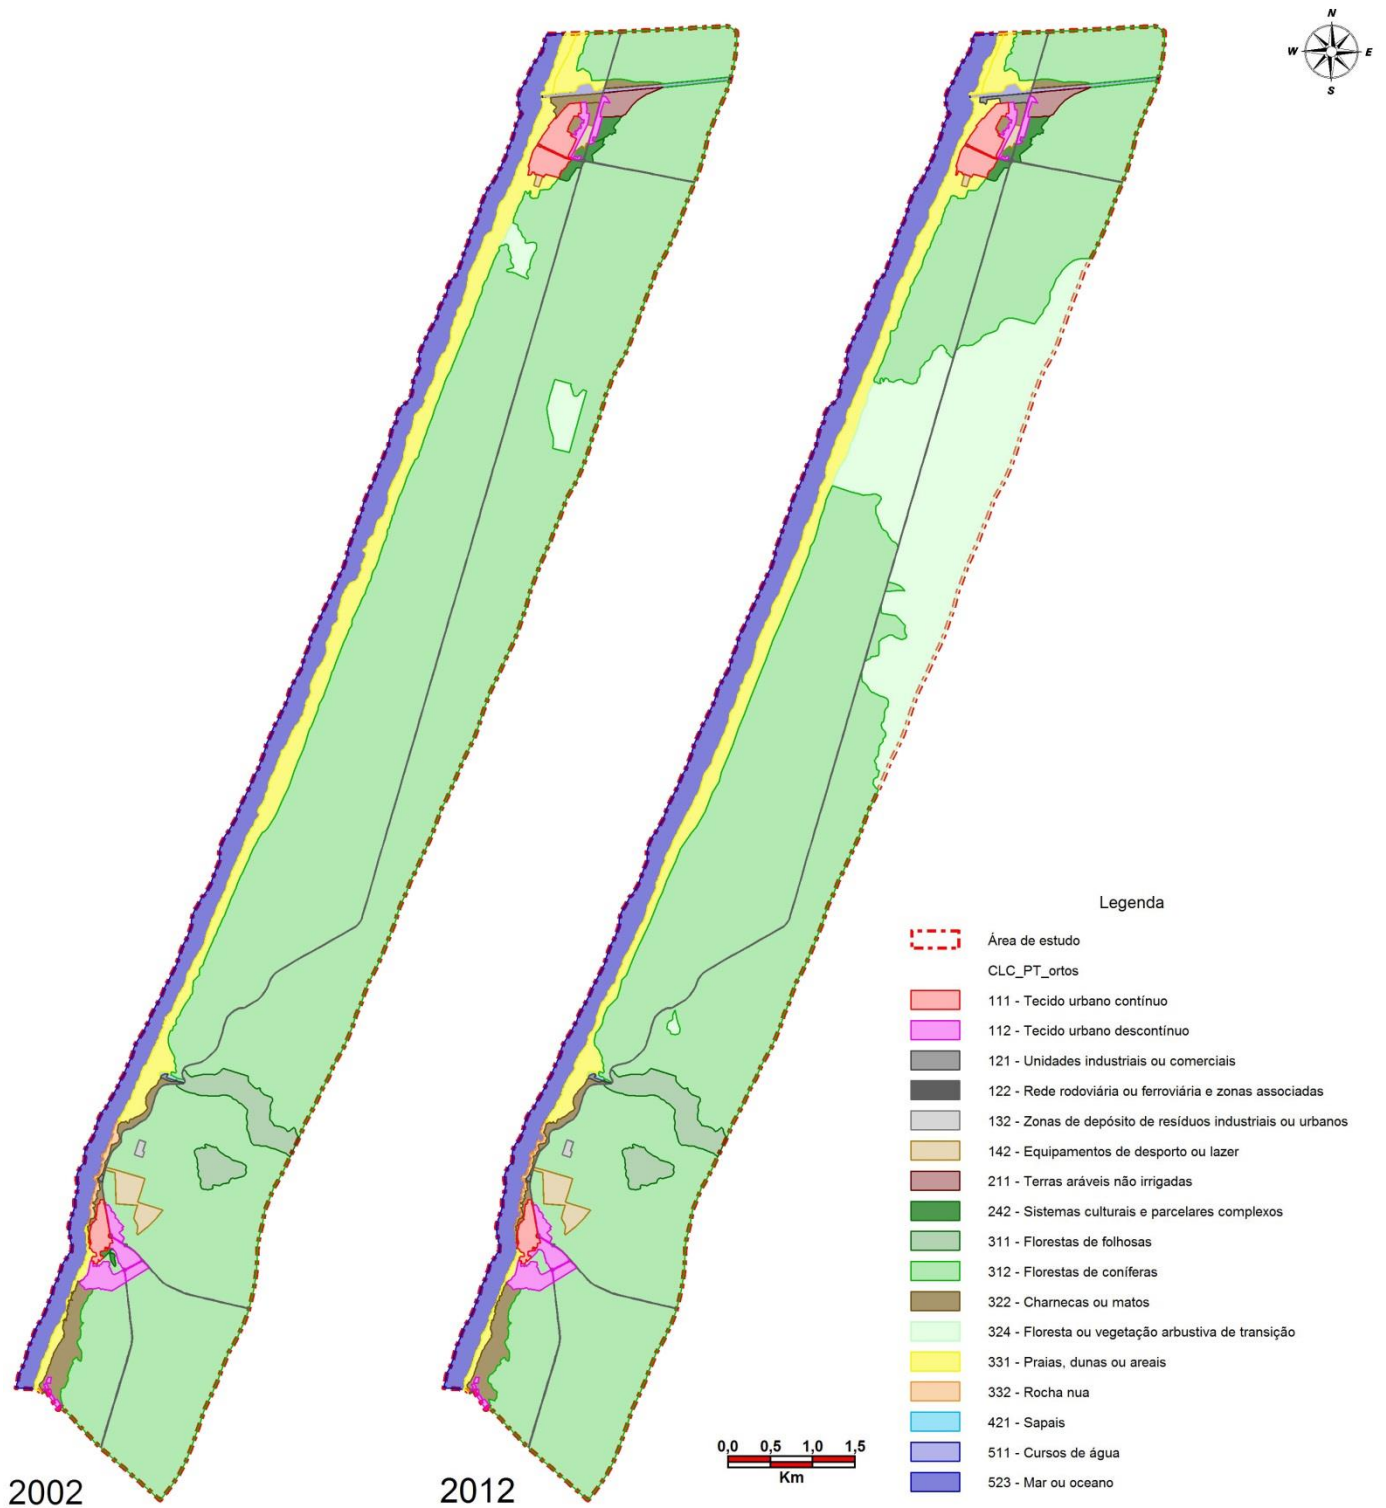 N
W E
S
Legenda
Área de estudo
CLC_PT_ortos
111 - Tecido urbano contínuo
112 - Tecido urbano descontínuo
121 - Unidades industriais ou comerciais
122 - Rede rodoviária ou ferroviária e zonas associadas
132 - Zonas de depósito de resíduos industriais ou urbanos
142 - Equipamentos de desporto ou lazer
211 - Terras aráveis não irrigadas
242 - Sistemas culturais e parcelares complexos
311 - Florestas de folhosas
312 - Florestas de coníferas
322 - Charnecas ou matos
324 - Floresta ou vegetação arbustiva de transição
331 - Praias, dunas ou areais
332 - Rocha nua
421 - Sapais
511 - Cursos de água
523 - Mar ou oceano
0,0 0,5 1,0 1,5
Km
2002
2012